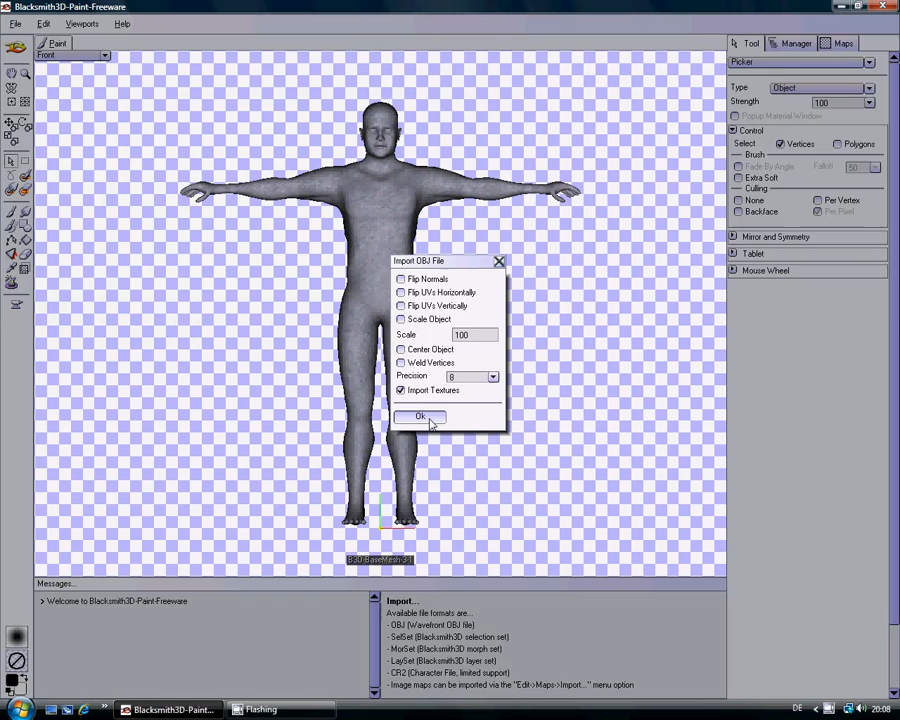 Blacksmith3D-Paint-Freeware
File Edit Viewports Help
Paint
Front
Tool Manager Maps
Picker
Type Object
Strength 100
Popup Material Window
Control
Select Vertices Polygons
Brush
Fade By Angle Falloff 50
Extra Soft
Culling
None Per Vertex
Backface Per Pixel
Mirror and Symmetry
Tablet
Mouse Wheel
Import OBJ File
Flip Normals
Flip UVs Horizontally
Flip UVs Vertically
Scale Object
Scale 100
Center Object
Weld Vertices
Precision 8
Import Textures
Ok
B3D-BaseMesh-3-1
Messages...
> Welcome to Blacksmith3D-Paint-Freeware
Import...
Available file formats are...
- OBJ (Wavefront OBJ file)
- SelSet (Blacksmith3D selection set)
- MorSet (Blacksmith3D morph set)
- LaySet (Blacksmith3D layer set)
- CR2 (Character File, limited support)
- Image maps can be imported via the "Edit->Maps->Import..." menu option
Blacksmith3D-Paint...
Flashing
DE
20:08